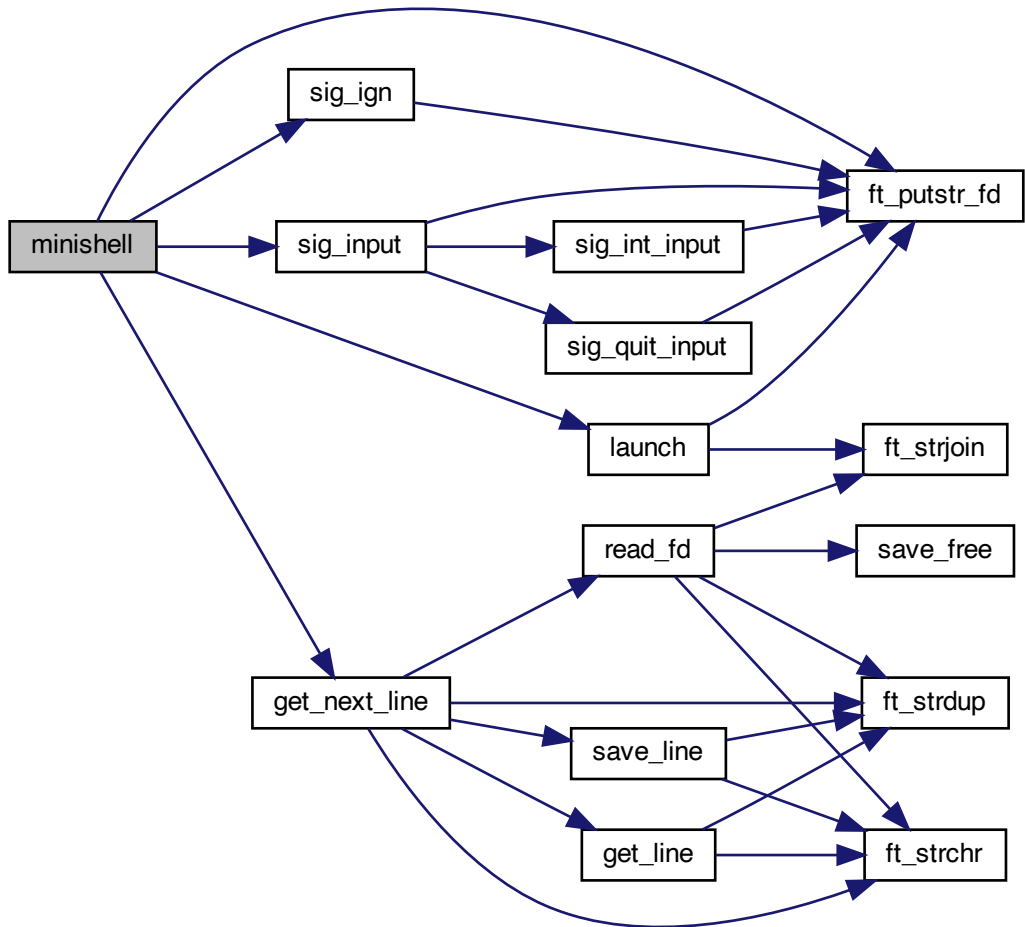 sig_ign
ft_putstr_fd
minishell
sig_input
sig_int_input
sig_quit_input
launch
ft_strjoin
read_fd
save_free
get_next_line
ft_strdup
save_line
get_line
ft_strchr